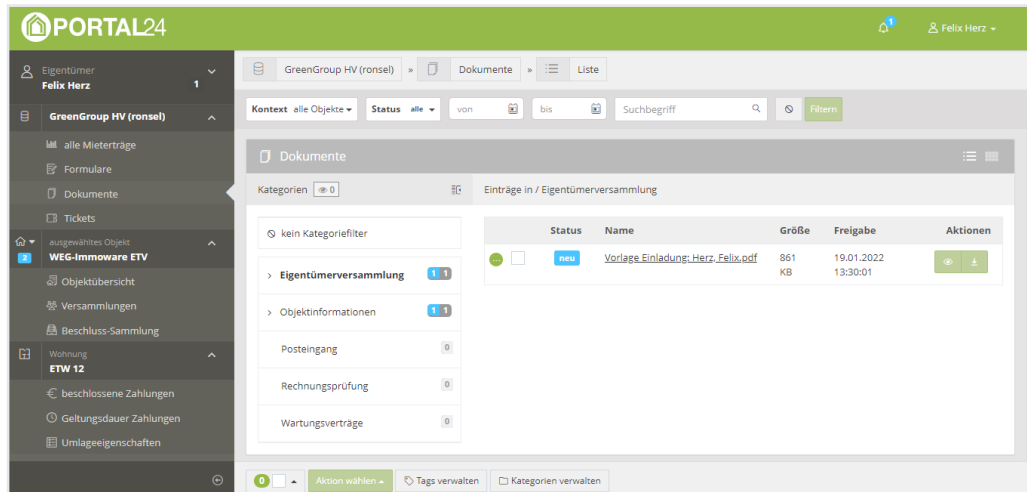 PORTAL24
1
Felix Herz
Eigentümer
Felix Herz
1
GreenGroup HV (ronsel)
alle Mieterträge
Formulare
Dokumente
Tickets
ausgewähltes Objekt
2
WEG-Immoware ETV
Objektübersicht
Versammlungen
Beschluss-Sammlung
Wohnung
ETW 12
beschlossene Zahlungen
Geltungsdauer Zahlungen
Umlageeigenschaften
GreenGroup HV (ronsel) » Dokumente » Liste
Kontext alle Objekte Status alle von bis Suchbegriff Filtern
Dokumente
Kategorien 0
Einträge in / Eigentümerversammlung
kein Kategoriefilter
Eigentümerversammlung 1 1
Objektinformationen 1 1
Posteingang 0
Rechnungsprüfung 0
Wartungsverträge 0
Status Name Größe Freigabe Aktionen
neu Vorlage Einladung: Herz, Felix.pdf 861 19.01.2022
KB 13:30:01
0 Aktion wählen Tags verwalten Kategorien verwalten